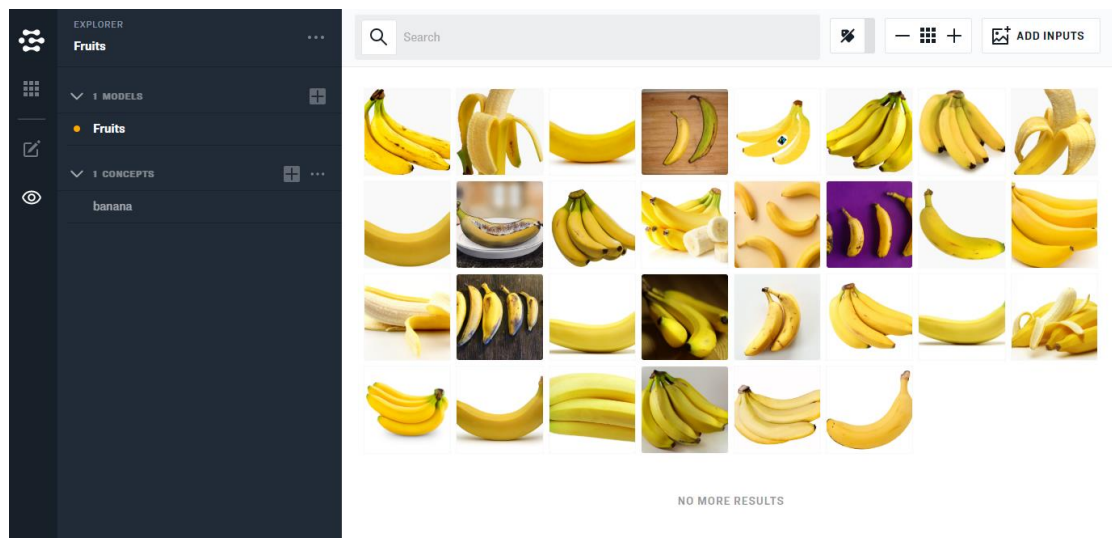 EXPLORER
Fruits
1 MODELS
Fruits
1 CONCEPTS
banana
Search
ADD INPUTS
NO MORE RESULTS